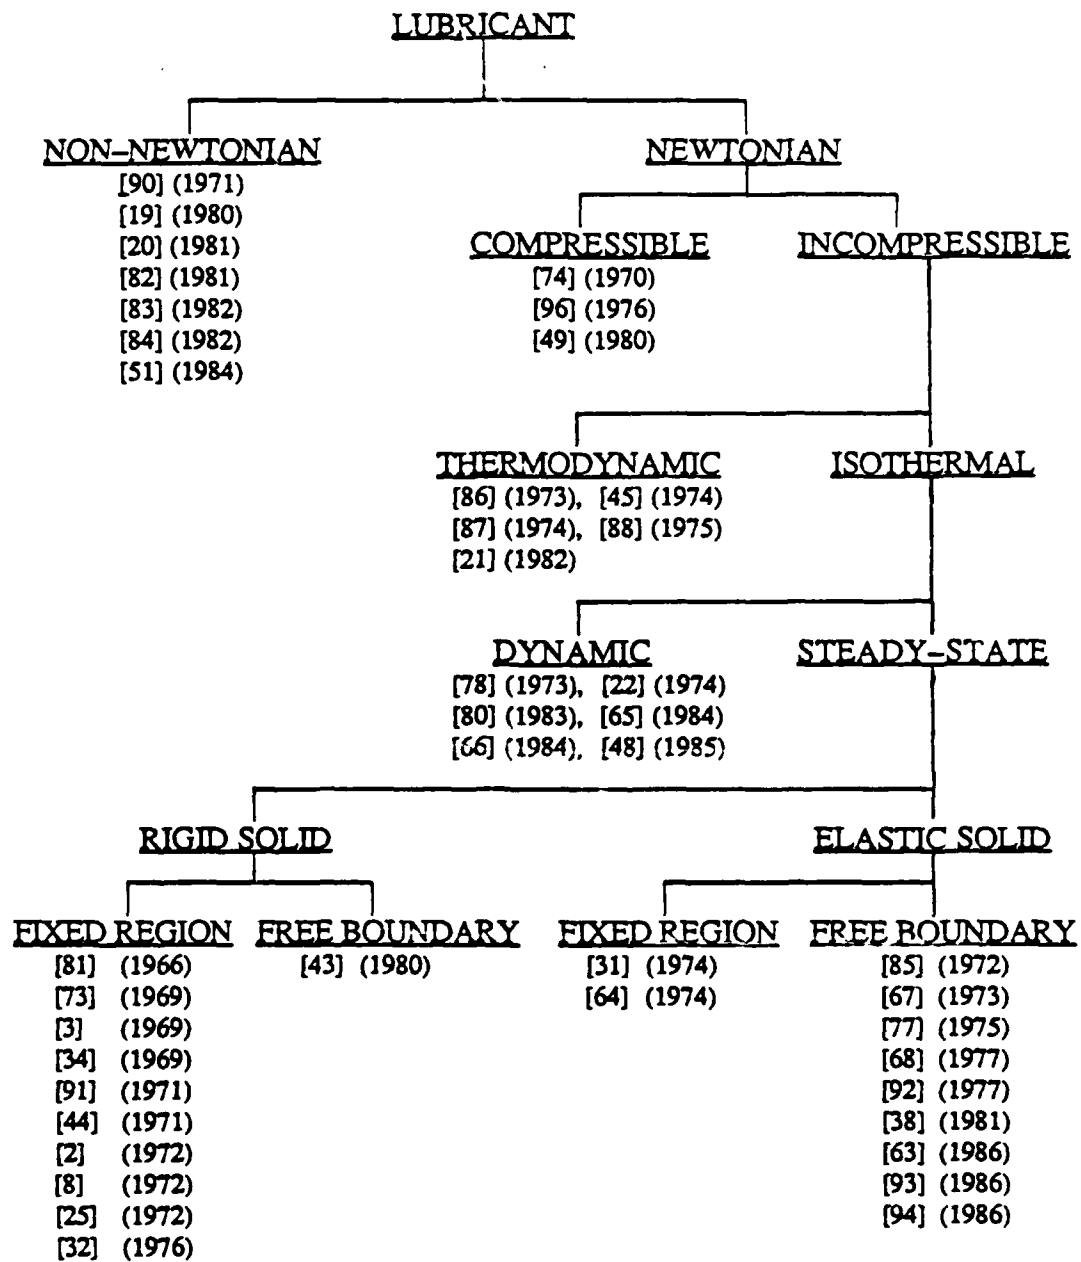 LUBRICANT
NON-NEWTONIAN
[90] (1971)
[19] (1980)
[20] (1981)
[82] (1981)
[83] (1982)
[84] (1982)
[51] (1984)
NEWTONIAN
COMPRESSIBLE
[74] (1970)
[96] (1976)
[49] (1980)
INCOMPRESSIBLE
THERMODYNAMIC
[86] (1973), [45] (1974)
[87] (1974), [88] (1975)
[21] (1982)
ISOTHERMAL
DYNAMIC
[78] (1973), [22] (1974)
[80] (1983), [65] (1984)
[66] (1984), [48] (1985)
STEADY-STATE
RIGID SOLID
ELASTIC SOLID
FIXED REGION
[81] (1966)
[73] (1969)
[3] (1969)
[34] (1969)
[91] (1971)
[44] (1971)
[2] (1972)
[8] (1972)
[25] (1972)
[32] (1976)
FREE BOUNDARY
[43] (1980)
FIXED REGION
[31] (1974)
[64] (1974)
FREE BOUNDARY
[85] (1972)
[67] (1973)
[77] (1975)
[68] (1977)
[92] (1977)
[38] (1981)
[63] (1986)
[93] (1986)
[94] (1986)